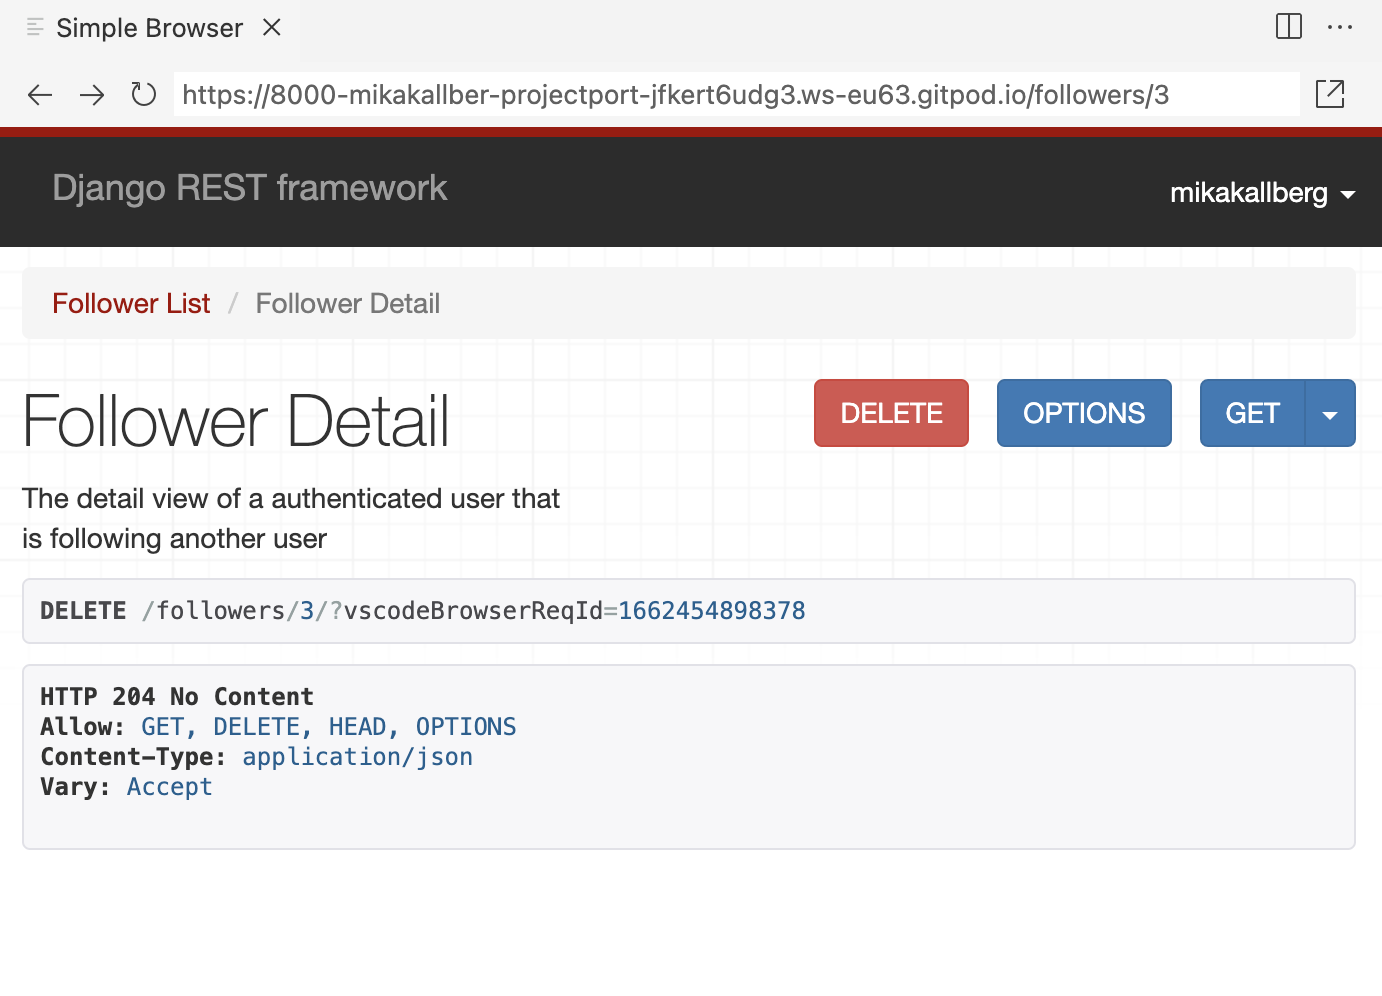 Simple Browser
https://8000-mikakallber-projectport-jfkert6udg3.ws-eu63.gitpod.io/followers/3
Django REST framework
mikakallberg
Follower List / Follower Detail
Follower Detail
DELETE
OPTIONS
GET
The detail view of a authenticated user that
is following another user
DELETE /followers/3/?vscodeBrowserReqId=1662454898378
HTTP 204 No Content
Allow: GET, DELETE, HEAD, OPTIONS
Content-Type: application/json
Vary: Accept